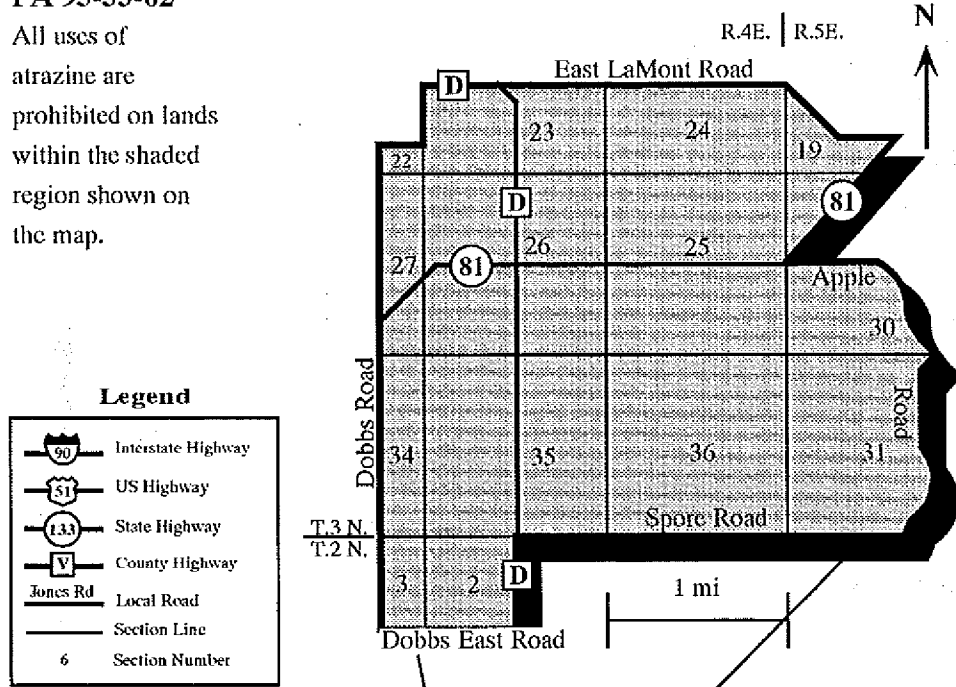 PA 93-53-02
All uses of
atrazine are
prohibited on lands
within the shaded
region shown on
the map.
N
R.4E. | R.5E.
East LaMont Road
D
23
24
19
22
D
81
26
25
27
81
Apple
30
Dobbs Road
Road
34
35
36
31
Spore Road
T.3 N.
T.2 N.
3
2
D
1 mi
Dobbs East Road
Legend
90 Interstate Highway
51 US Highway
133 State Highway
V County Highway
Jones Rd Local Road
Section Line
6 Section Number